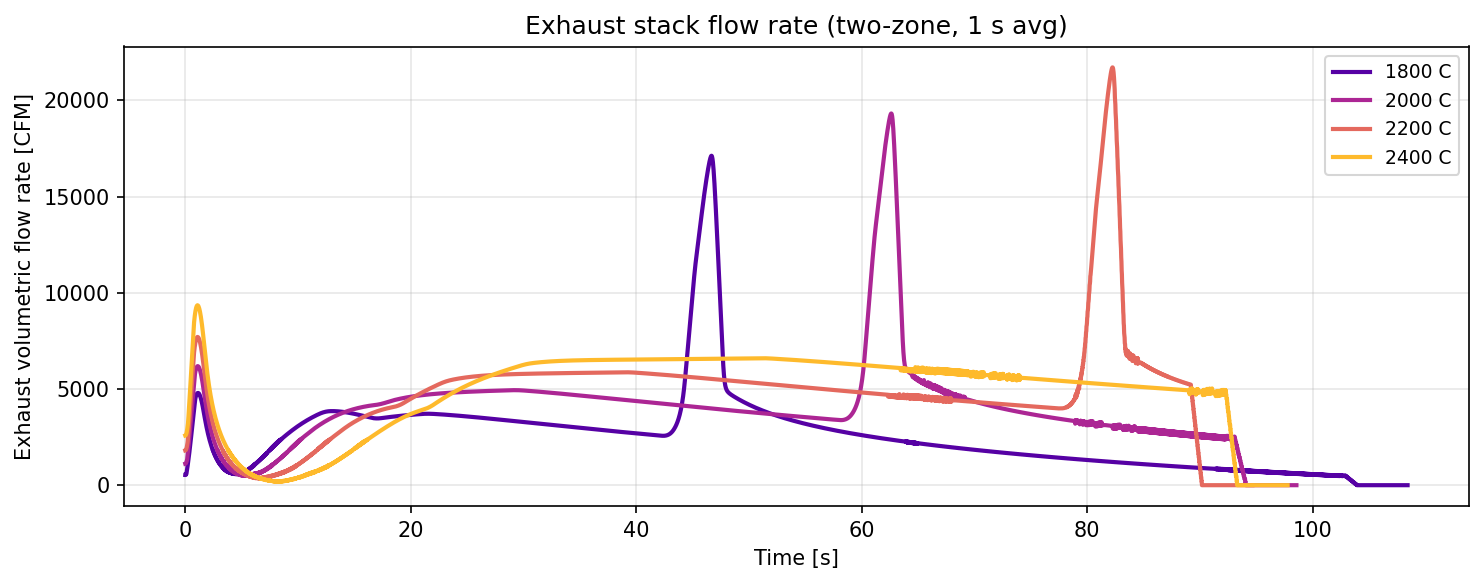 Exhaust stack flow rate (two-zone, 1 s avg)
Exhaust volumetric flow rate [CFM]
20000
15000
10000
5000
0
1800 C
2000 C
2200 C
2400 C
0 20 40 60 80 100
Time [s]